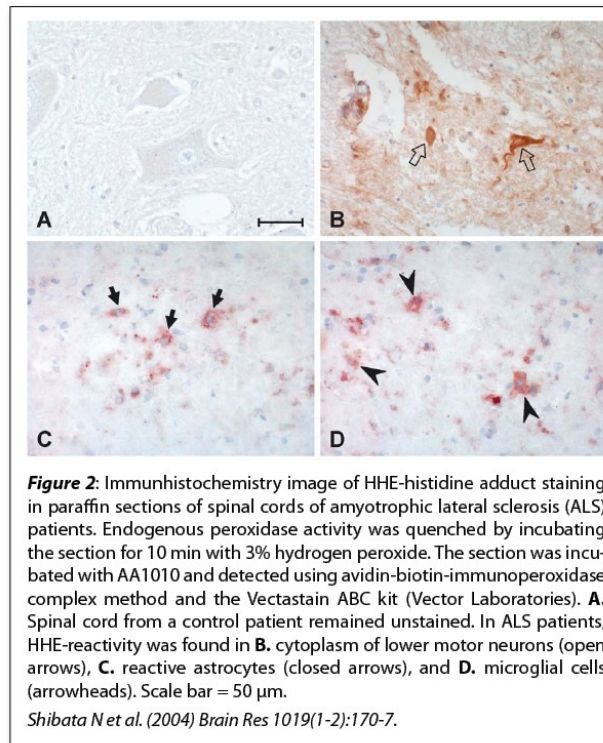 A
B
C
D
Figure 2: Immunhistochemistry image of HHE-histidine adduct staining
in paraffin sections of spinal cords of amyotrophic lateral sclerosis (ALS)
patients. Endogenous peroxidase activity was quenched by incubating
the section for 10 min with 3% hydrogen peroxide. The section was incu-
bated with AA1010 and detected using avidin-biotin-immunoperoxidase
complex method and the Vectastain ABC kit (Vector Laboratories). A.
Spinal cord from a control patient remained unstained. In ALS patients,
HHE-reactivity was found in B. cytoplasm of lower motor neurons (open
arrows), C. reactive astrocytes (closed arrows), and D. microglial cells
(arrowheads). Scale bar = 50 μm.
Shibata N et al. (2004) Brain Res 1019(1-2):170-7.